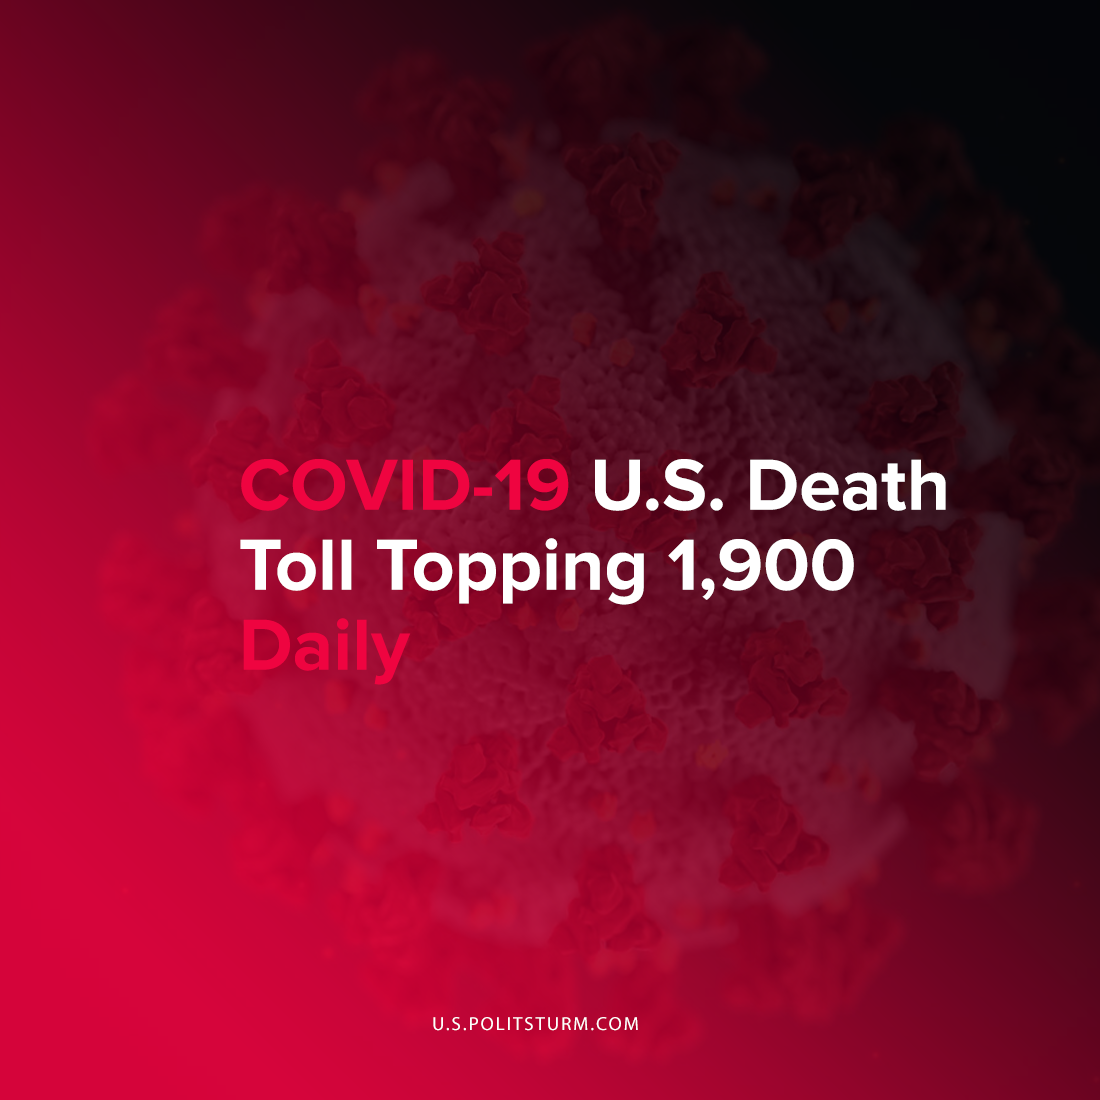 COVID-19 U.S. Death
Toll Topping 1,900
Daily
U.S.POLITSTURM.COM